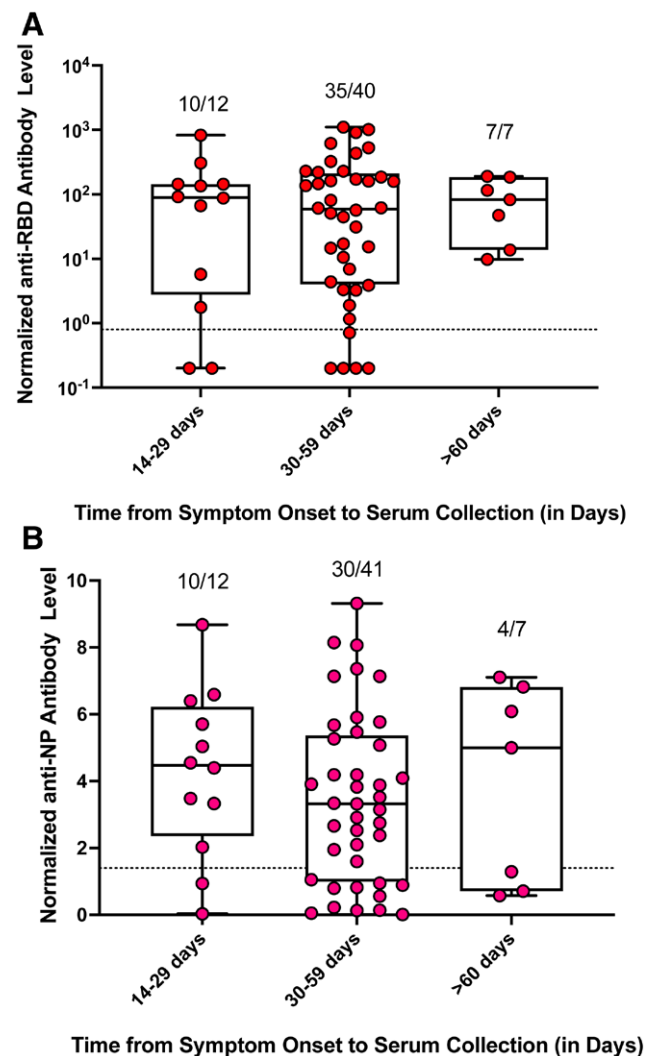 A
Normalized anti-RBD Antibody Level
10⁴
10³
10²
10¹
10⁰
10⁻¹
10/12
35/40
7/7
14-29 days
30-59 days
>60 days
Time from Symptom Onset to Serum Collection (in Days)
B
Normalized anti-NP Antibody Level
10
8
6
4
2
0
10/12
30/41
4/7
14-29 days
30-59 days
>60 days
Time from Symptom Onset to Serum Collection (in Days)